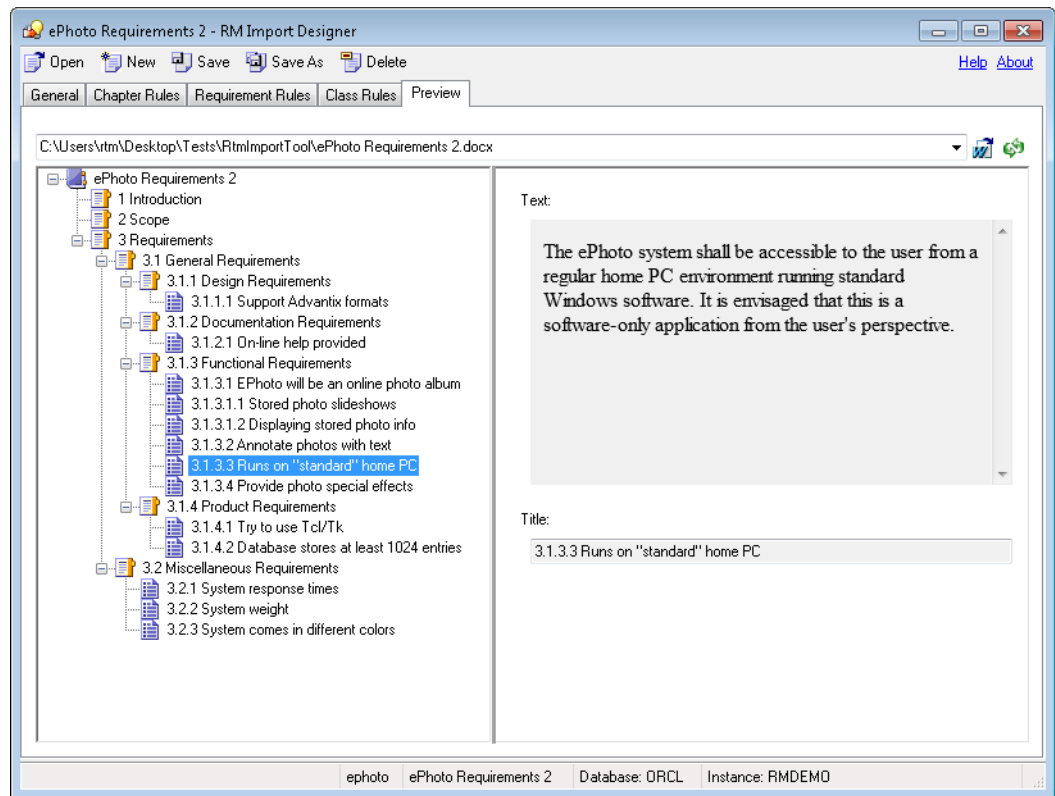 ePhoto Requirements 2 - RM Import Designer
Open New Save Save As Delete Help About
General Chapter Rules Requirement Rules Class Rules Preview
C:\Users\rtm\Desktop\Tests\RtmImportTool\ePhoto Requirements 2.docx
ePhoto Requirements 2
1 Introduction
2 Scope
3 Requirements
3.1 General Requirements
3.1.1 Design Requirements
3.1.1.1 Support Advantix formats
3.1.2 Documentation Requirements
3.1.2.1 On-line help provided
3.1.3 Functional Requirements
3.1.3.1 EPhoto will be an online photo album
3.1.3.1.1 Stored photo slideshows
3.1.3.1.2 Displaying stored photo info
3.1.3.2 Annotate photos with text
3.1.3.3 Runs on "standard" home PC
3.1.3.4 Provide photo special effects
3.1.4 Product Requirements
3.1.4.1 Try to use Tcl/Tk
3.1.4.2 Database stores at least 1024 entries
3.2 Miscellaneous Requirements
3.2.1 System response times
3.2.2 System weight
3.2.3 System comes in different colors
Text:
The ePhoto system shall be accessible to the user from a
regular home PC environment running standard
Windows software. It is envisaged that this is a
software-only application from the user's perspective.
Title:
3.1.3.3 Runs on "standard" home PC
ephoto ePhoto Requirements 2 Database: ORCL Instance: RMDEMO